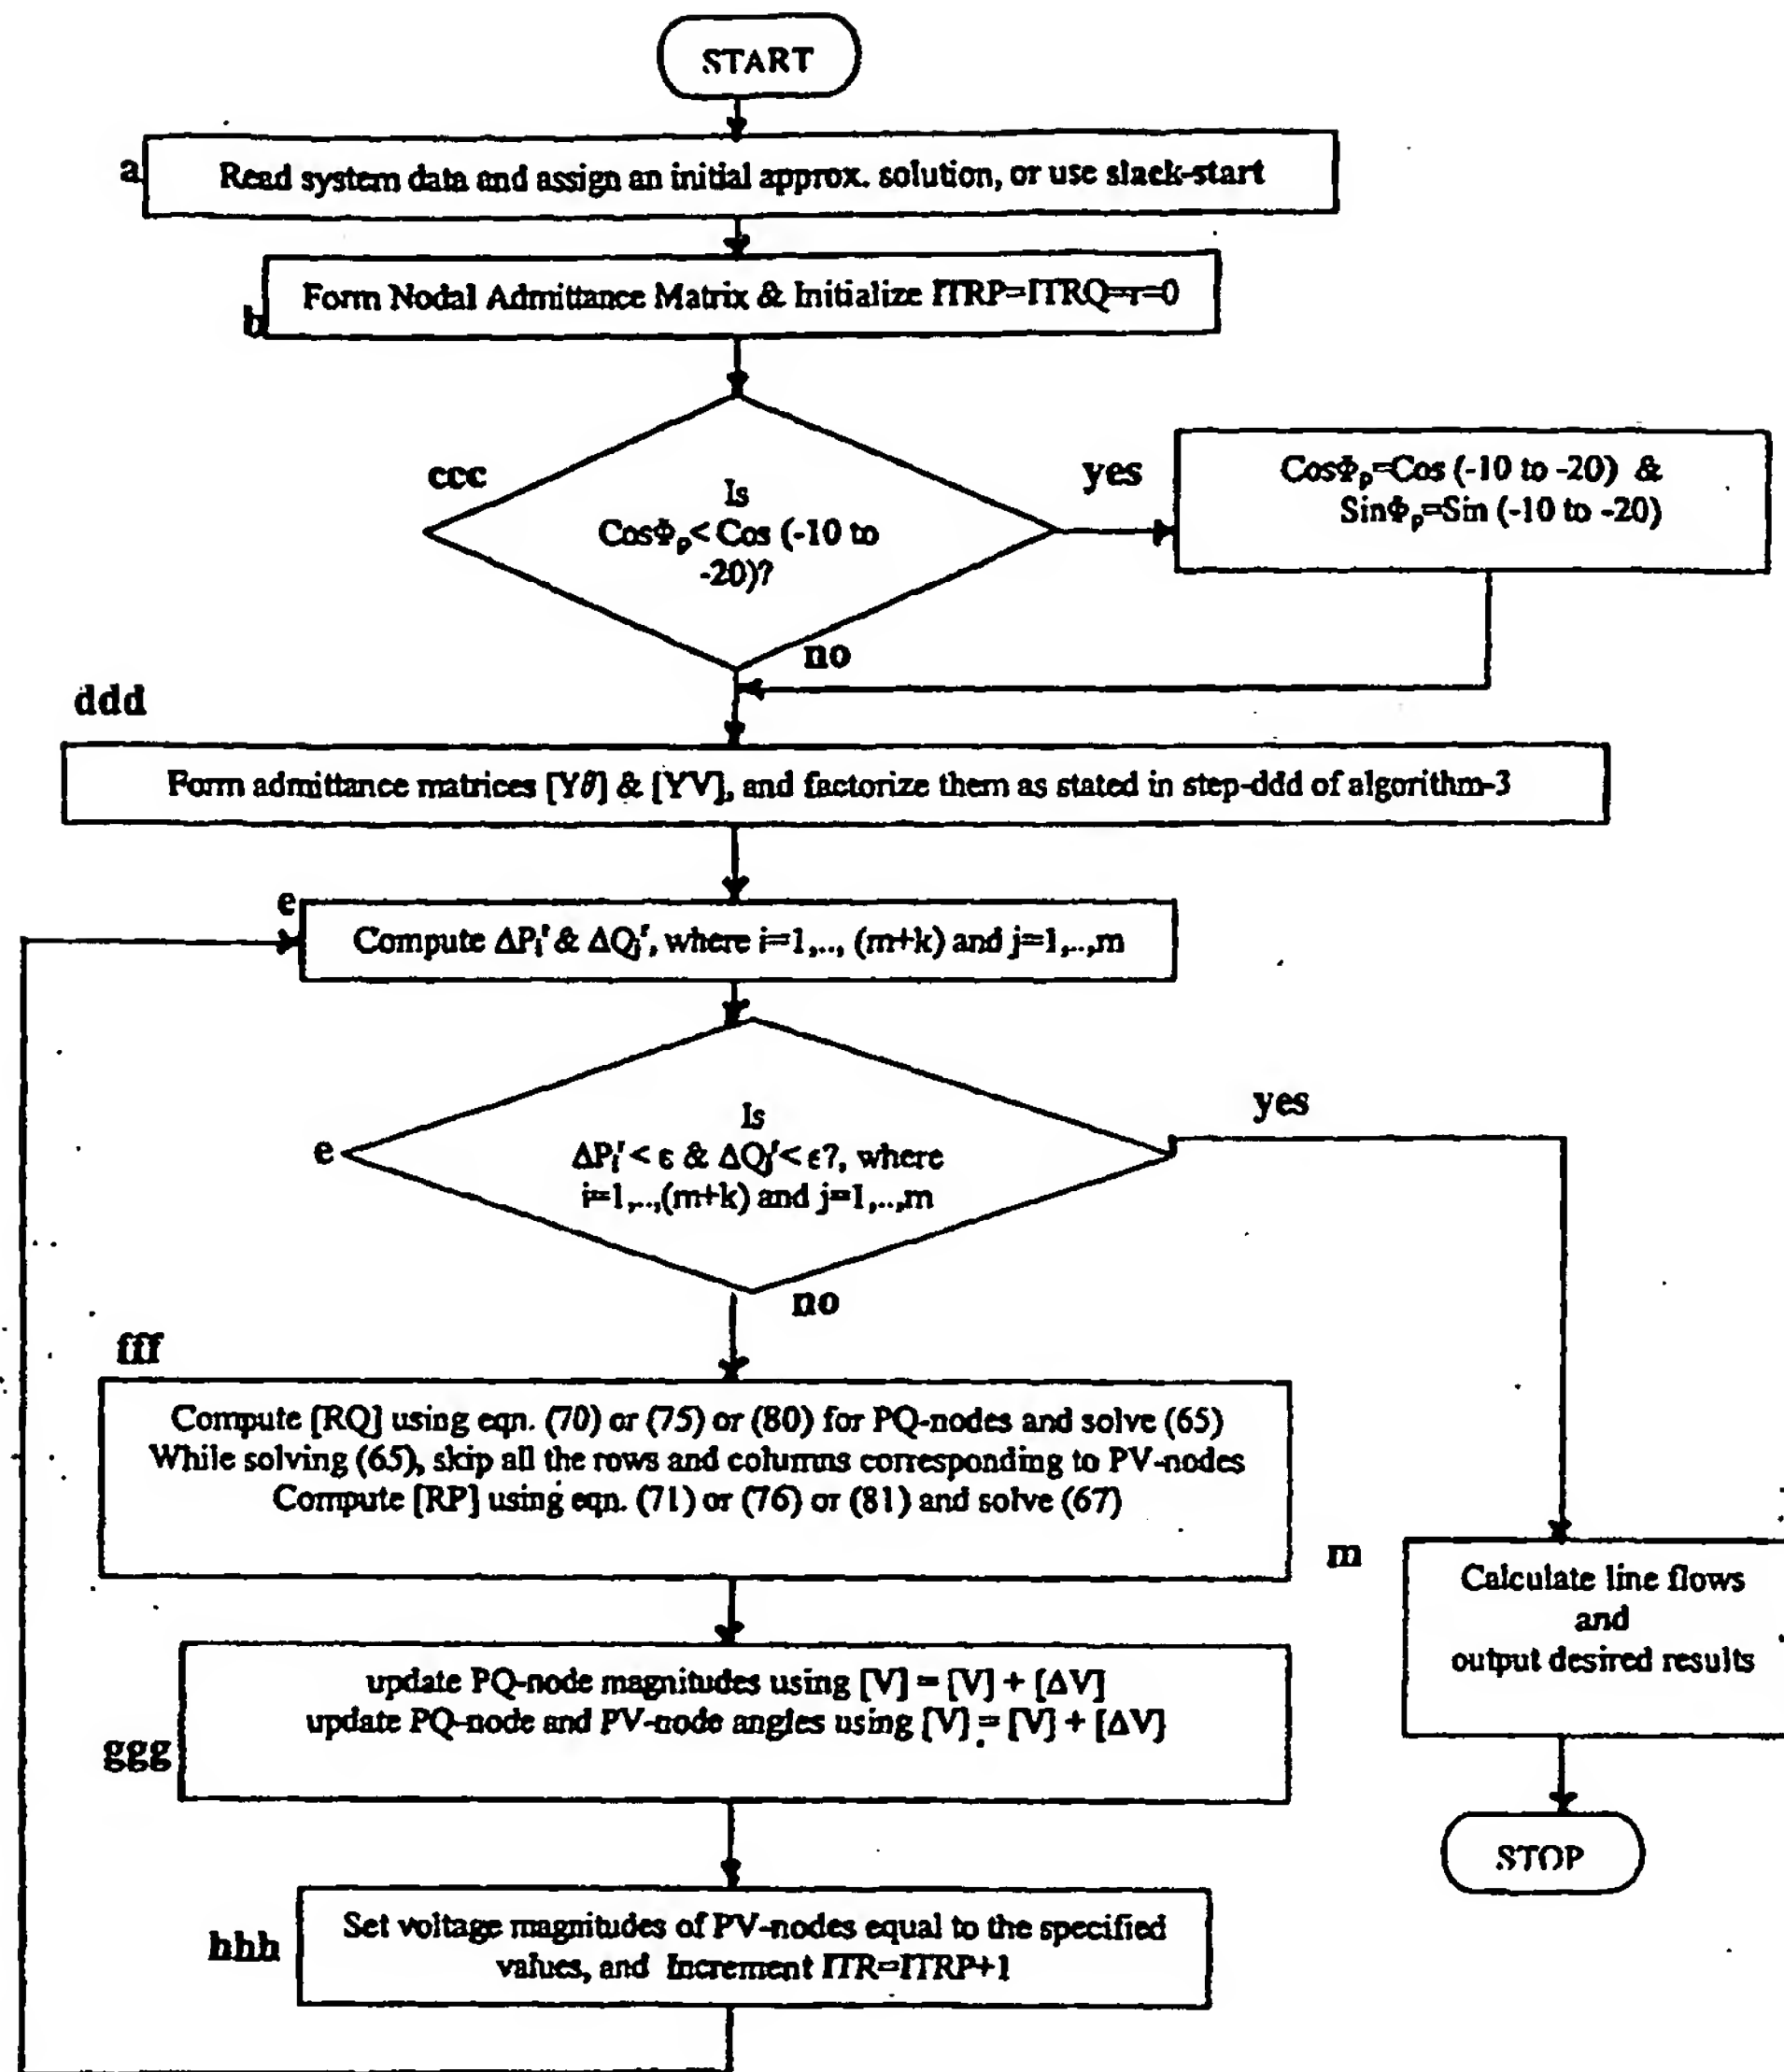 START
a
Read system data and assign an initial approx. solution, or use slack-start
b
Form Nodal Admittance Matrix & Initialize ITRP=ITRQ=r=0
ccc
Is
CosΦp< Cos (-10 to
-20)?
yes
CosΦp=Cos (-10 to -20) &
SinΦp=Sin (-10 to -20)
no
ddd
Form admittance matrices [Yθ] & [YV], and factorize them as stated in step-ddd of algorithm-3
e
Compute ΔPi^r & ΔQj^r, where i=1,.., (m+k) and j=1,..,m
e
Is
ΔPi^r < ε & ΔQj^r < ε?, where
i=1,..,(m+k) and j=1,..,m
yes
no
fff
Compute [RQ] using eqn. (70) or (75) or (80) for PQ-nodes and solve (65)
While solving (65), skip all the rows and columns corresponding to PV-nodes
Compute [RP] using eqn. (71) or (76) or (81) and solve (67)
m
Calculate line flows
and
output desired results
ggg
update PQ-node magnitudes using [V] = [V] + [ΔV]
update PQ-node and PV-node angles using [V] = [V] + [ΔV]
STOP
hhh
Set voltage magnitudes of PV-nodes equal to the specified
values, and Increment ITR=ITRP+1